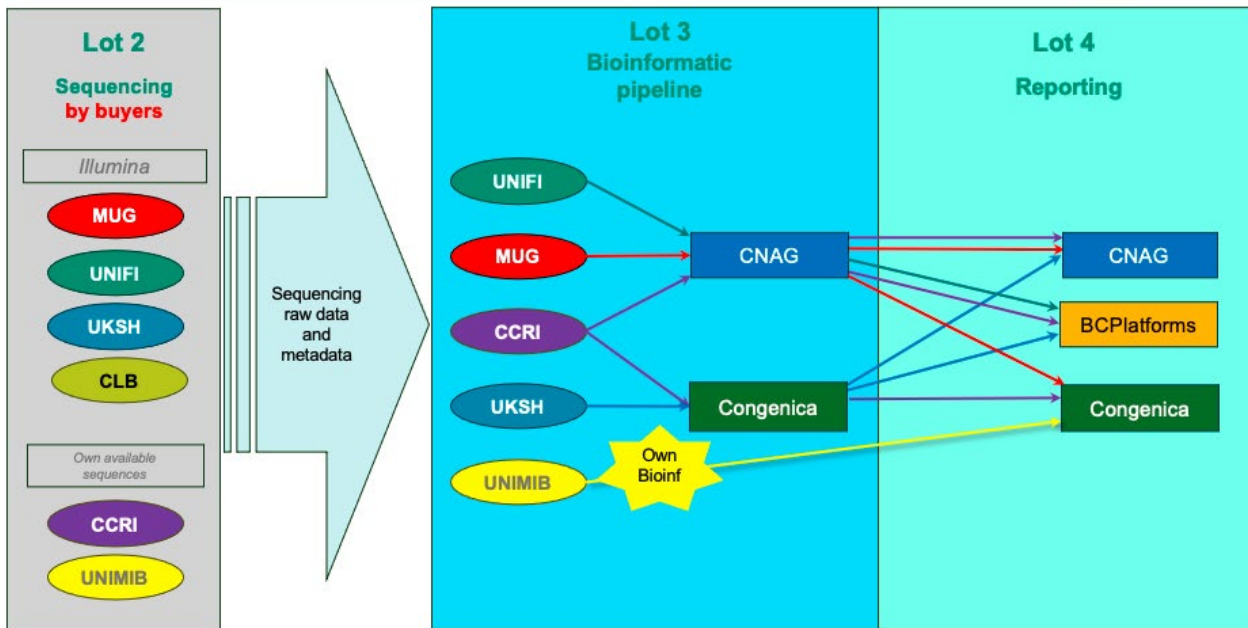 Lot 2
Sequencing
by buyers
Illumina
MUG
UNIFI
UKSH
CLB
Own available
sequences
CCRI
UNIMIB
Sequencing
raw data
and
metadata
Lot 3
Bioinformatic
pipeline
UNIFI
MUG
CCRI
UKSH
UNIMIB
CNAG
Congenica
Own
Bioinf
Lot 4
Reporting
CNAG
BCPlatforms
Congenica